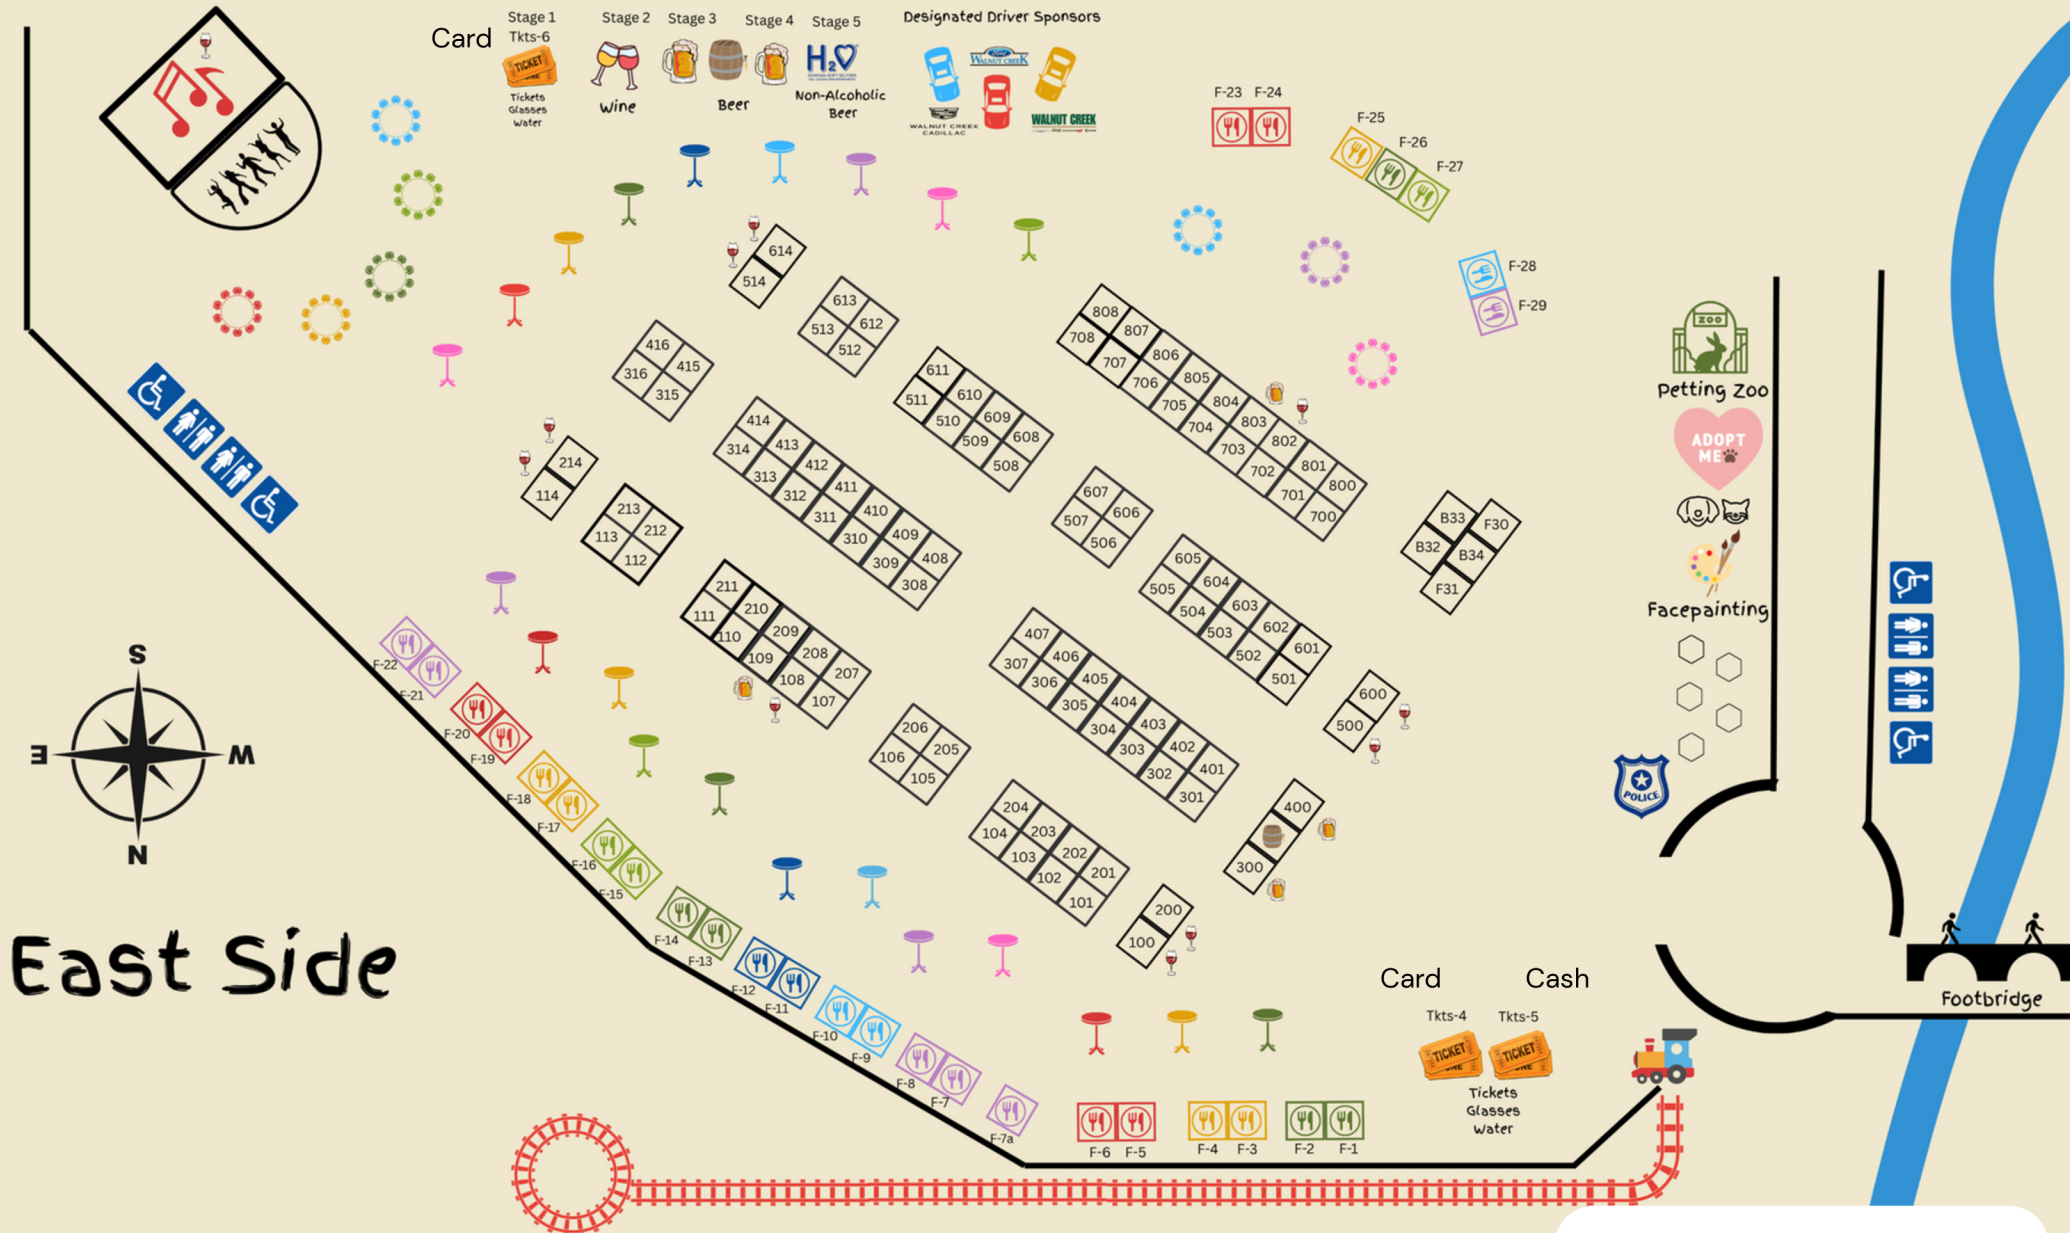 Card
Stage 1
Tkts-6
TICKET
ONE
Tickets
Glasses
Water
Stage 2
Wine
Stage 3
Stage 4
Beer
Stage 5
H2O
Non-Alcoholic
Beer
Designated Driver Sponsors
Ford
WALNUT CREEK
WALNUT CREEK
CADILLAC
WALNUT CREEK
F-23 F-24
F-25
F-26
F-27
F-28
F-29
614
514
613
612
513
512
416
415
316
315
611
610
609
608
511
510
509
508
808
807
806
805
804
803
802
801
800
708
707
706
705
704
703
702
701
700
414
413
412
411
410
409
408
314
313
312
311
310
309
308
214
114
213
212
113
112
607
606
507
506
211
210
209
208
207
111
110
109
108
107
605
604
603
602
601
505
504
503
502
501
B33
F30
B32
B34
F31
407
406
405
404
403
402
401
307
306
305
304
303
302
301
600
500
206
205
106
105
204
203
202
201
104
103
102
101
400
300
200
100
ZOO
Petting Zoo
ADOPT
ME
Facepainting
POLICE
Footbridge
S
E
W
N
East Side
F-22
F-21
F-20
F-19
F-18
F-17
F-16
F-15
F-14
F-13
F-12
F-11
F-10
F-9
F-8
F-7
F-7a
F-6 F-5
F-4 F-3
F-2 F-1
Card Cash
Tkts-4 Tkts-5
TICKET TICKET
ONE ONE
Tickets
Glasses
Water